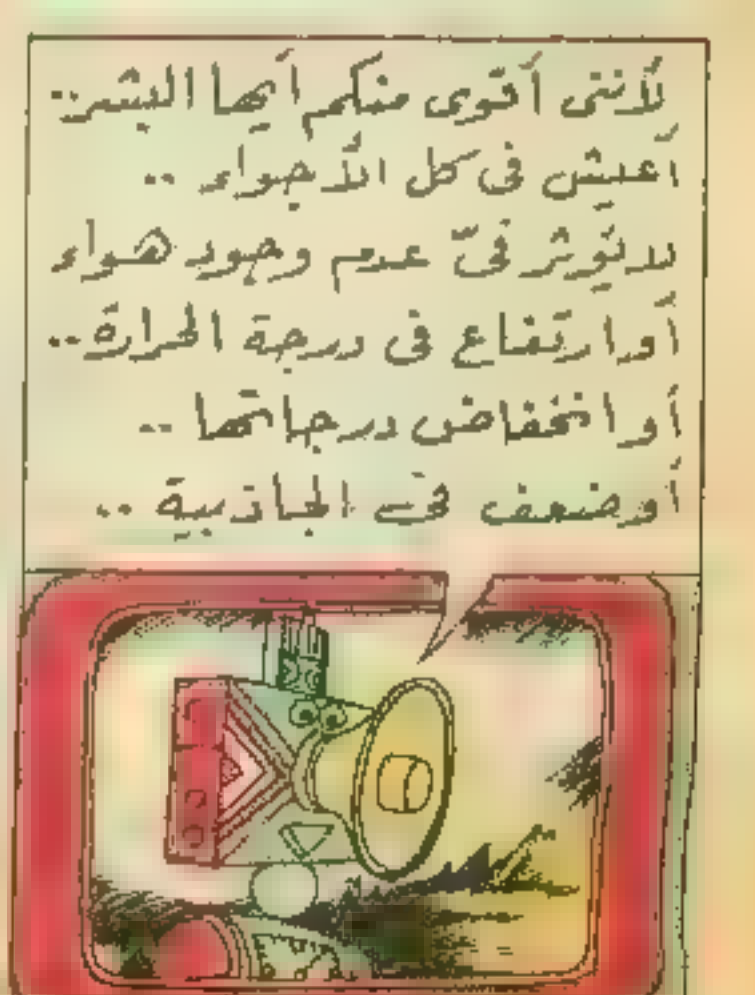 لأننى أقوى منكم أيها البشر..
أعيش فى كل الأجواء ..
لا تؤثر فىّ عدم وجود هواء
أو ارتفاع فى درجة الحرارة..
أو انخفاض درجاتها ..
أو ضعف فى الجاذبية ..